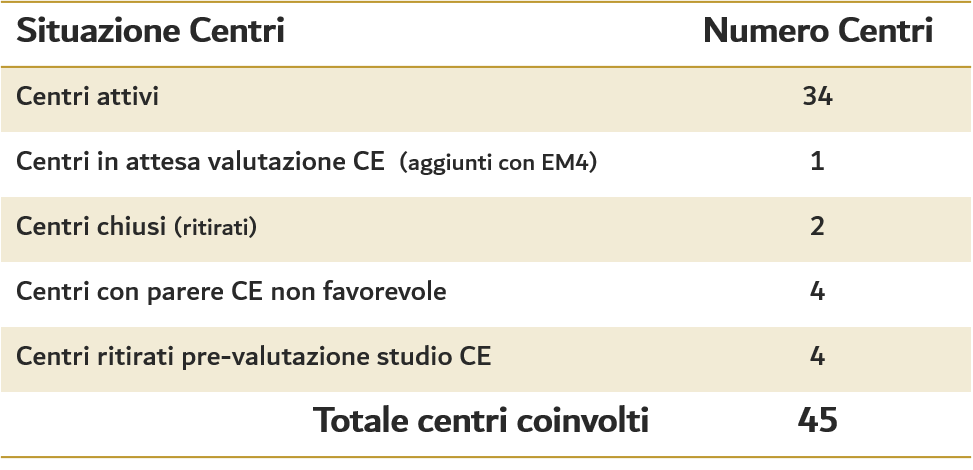 Situazione Centri Numero Centri
Centri attivi 34
Centri in attesa valutazione CE (aggiunti con EM4) 1
Centri chiusi (ritirati) 2
Centri con parere CE non favorevole 4
Centri ritirati pre-valutazione studio CE 4
Totale centri coinvolti 45